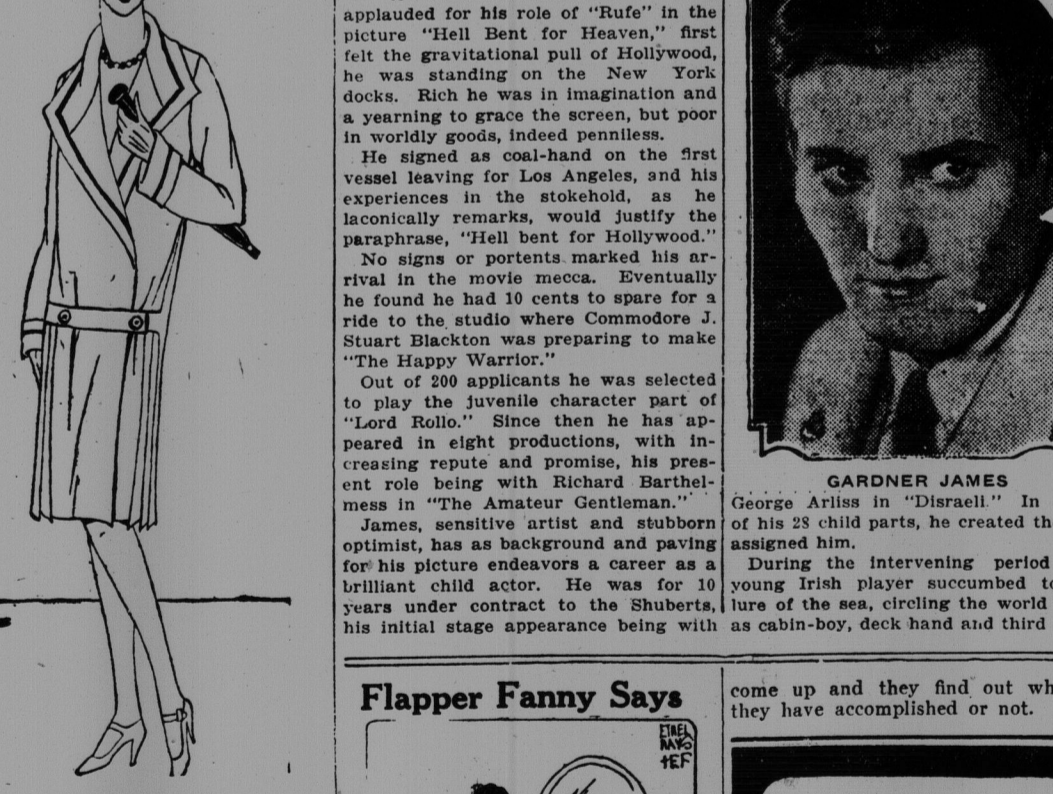 applauded for his role of "Rufe" in the
picture "Hell Bent for Heaven," first
felt the gravitational pull of Hollywood,
he was standing on the New York
docks. Rich he was in imagination and
a yearning to grace the screen, but poor
in worldly goods, indeed penniless.
He signed as coal-hand on the first
vessel leaving for Los Angeles, and his
experiences in the stokehold, as he
laconically remarks, would justify the
paraphrase, "Hell bent for Hollywood."
No signs or portents marked his ar-
rival in the movie mecca. Eventually
he found he had 10 cents to spare for a
ride to the studio where Commodore J.
Stuart Blackton was preparing to make
"The Happy Warrior."
Out of 200 applicants he was selected
to play the juvenile character part of
"Lord Rollo." Since then he has ap-
peared in eight productions, with in-
creasing repute and promise, his pres-
ent role being with Richard Barthel-
mess in "The Amateur Gentleman."
James, sensitive artist and stubborn
optimist, has as background and paving
for his picture endeavors a career as a
brilliant child actor. He was for 10
years under contract to the Shuberts,
his initial stage appearance being with
GARDNER JAMES
George Arliss in "Disraeli." In
of his 28 child parts, he created th
assigned him.
During the intervening period
young Irish player succumbed to
lure of the sea, circling the world
as cabin-boy, deck hand and third
Flapper Fanny Says
ETHEL
HAYS
come up and they find out wh
they have accomplished or not.